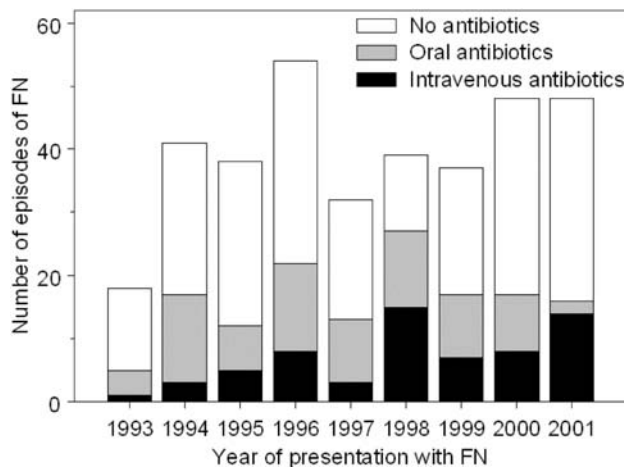 60
40
20
0
Number of episodes of FN
No antibiotics
Oral antibiotics
Intravenous antibiotics
1993 1994 1995 1996 1997 1998 1999 2000 2001
Year of presentation with FN